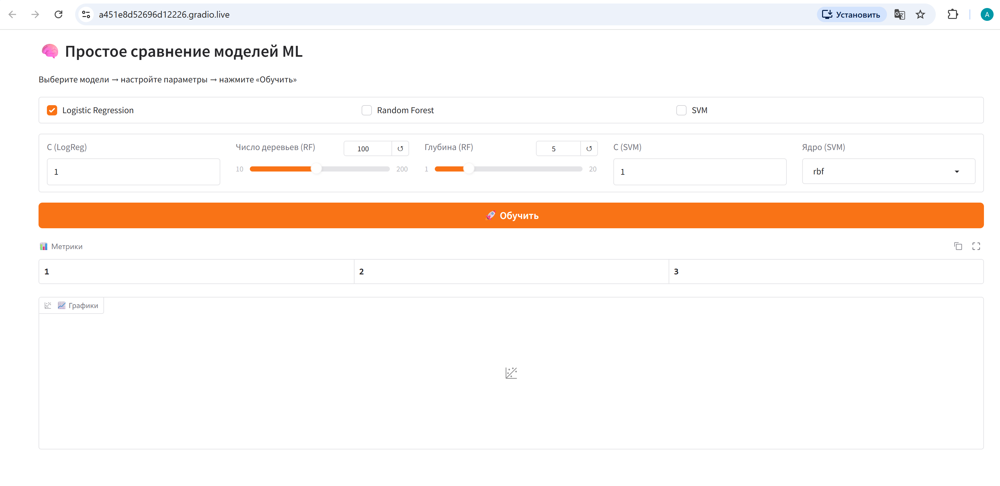 a451e8d52696d12226.gradio.live
Установить
A
Простое сравнение моделей ML
Выберите модели → настройте параметры → нажмите «Обучить»
Logistic Regression
Random Forest
SVM
C (LogReg)
1
Число деревьев (RF)
100
10
200
Глубина (RF)
5
1
20
C (SVM)
1
Ядро (SVM)
rbf
Обучить
Метрики
1
2
3
Графики